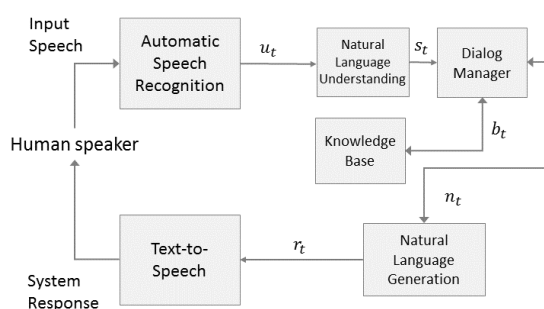 Input
Speech
Automatic
Speech
Recognition
u_t
Natural
Language
Understanding
s_t
Dialog
Manager
Human speaker
Knowledge
Base
b_t
n_t
Text-to-
Speech
r_t
Natural
Language
Generation
System
Response